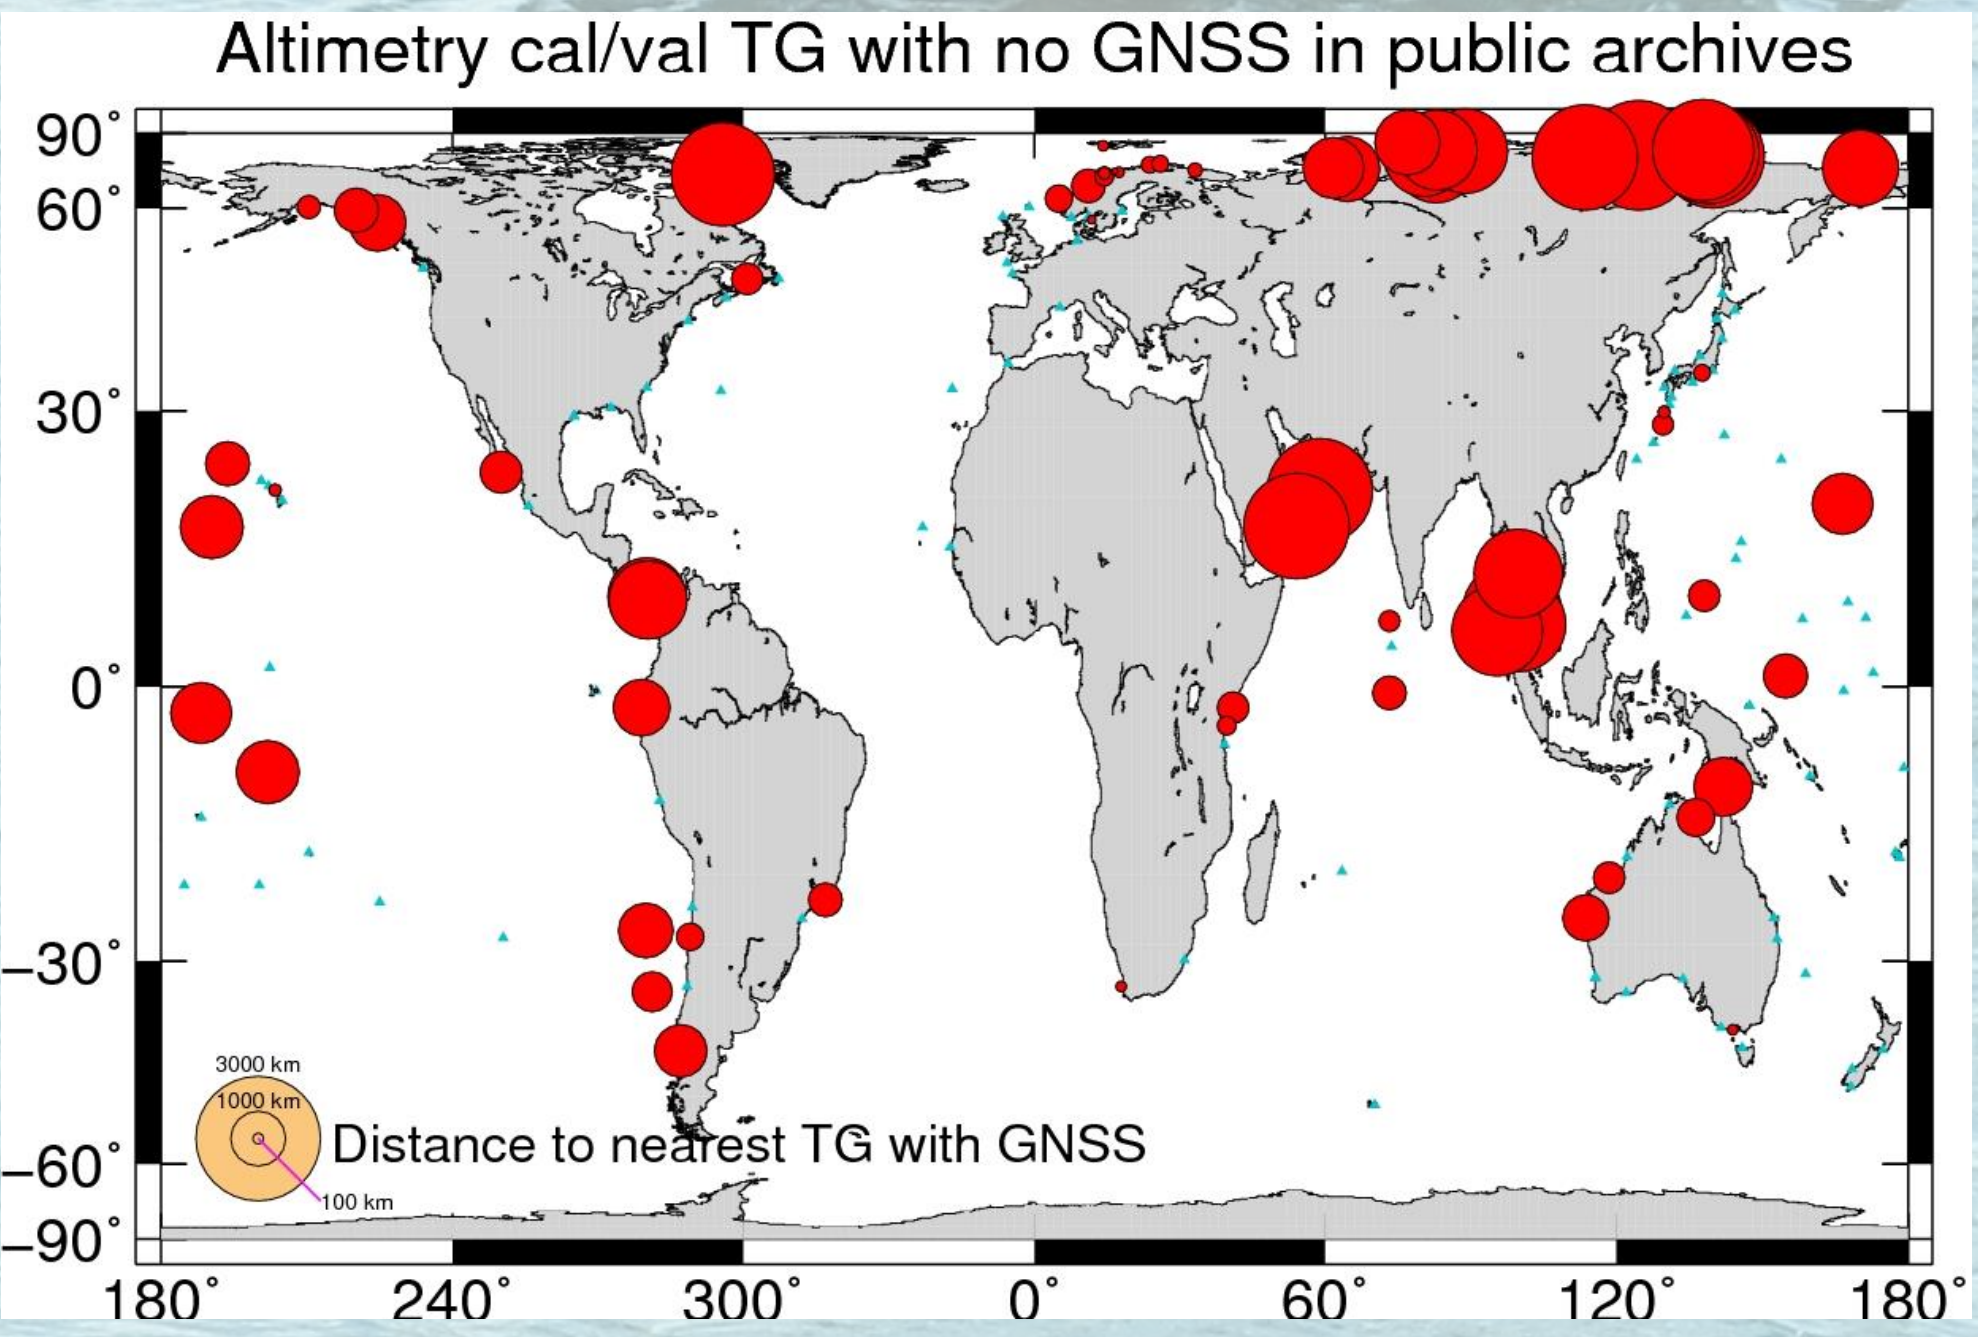 Altimetry cal/val TG with no GNSS in public archives
90°
60°
30°
0°
−30°
−60°
−90°
3000 km
1000 km
100 km
Distance to nearest TG with GNSS
180° 240° 300° 0° 60° 120° 180°